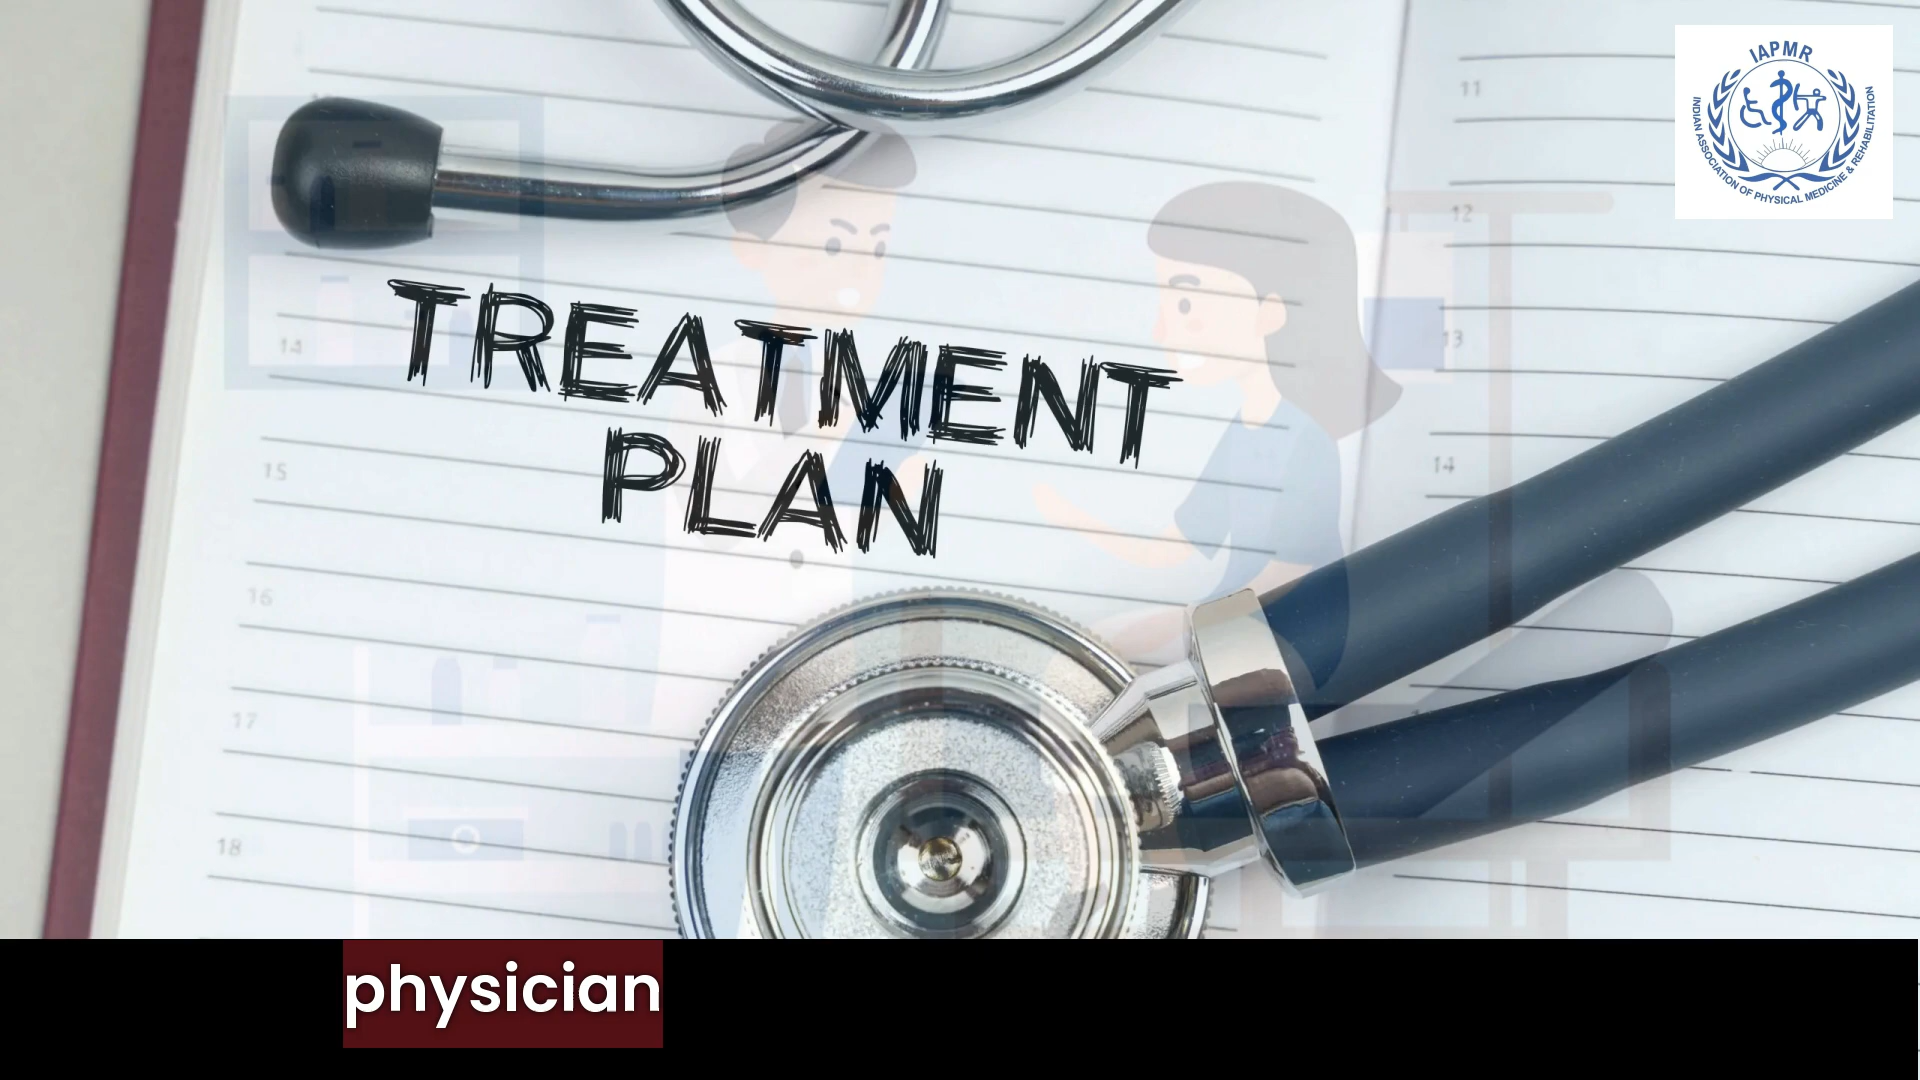 IAPMR
INDIAN ASSOCIATION OF PHYSICAL MEDICINE & REHABILITATION
11
12
13
14
TREATMENT
PLAN
14
15
16
17
18
physician